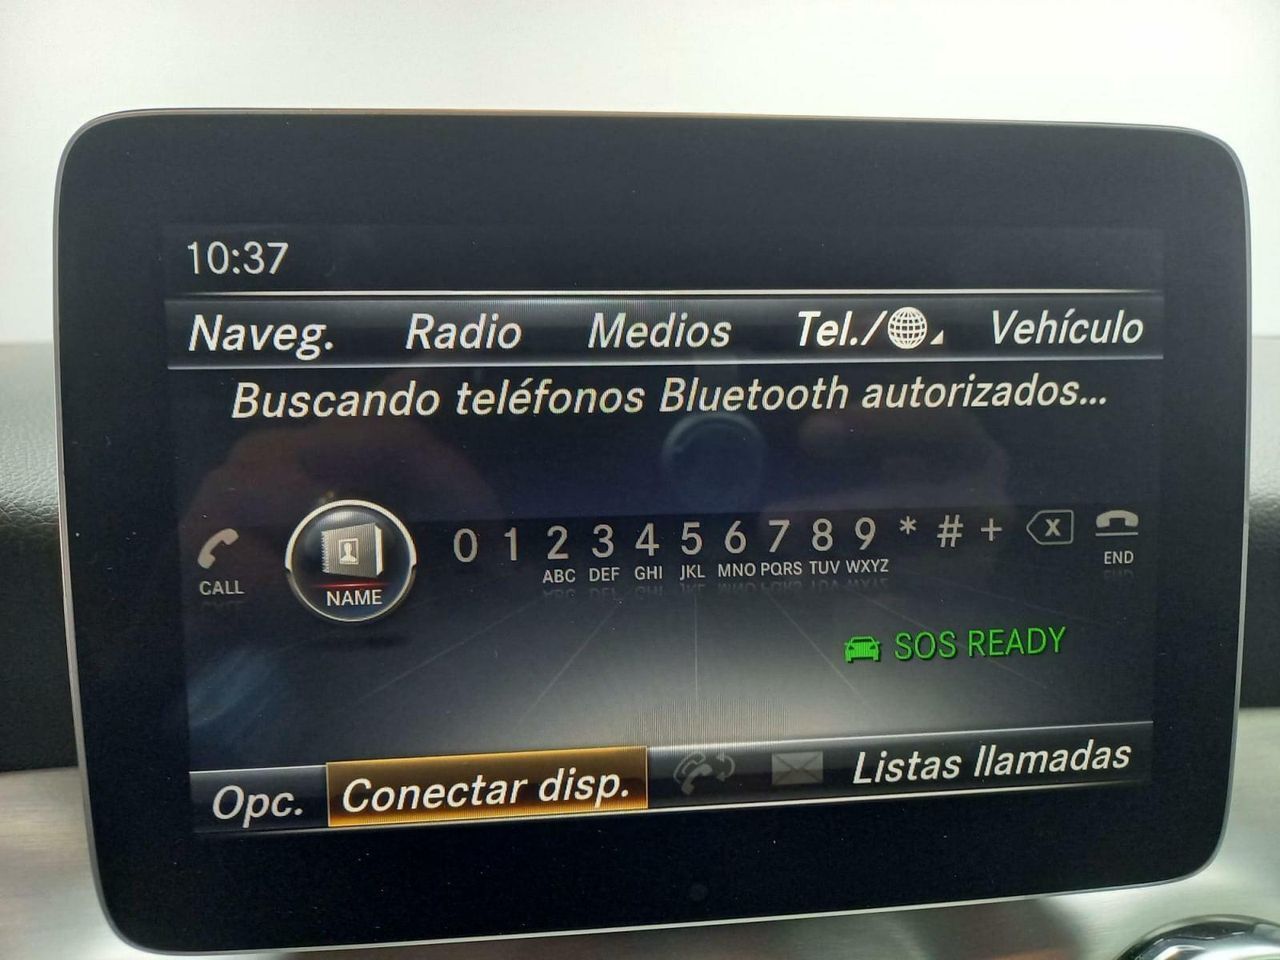 10:37
Naveg. Radio Medios Tel./ Vehículo
Buscando teléfonos Bluetooth autorizados...
0 1 2 3 4 5 6 7 8 9 * # + X
CALL NAME ABC DEF GHI JKL MNO PQRS TUV WXYZ END
SOS READY
Opc. Conectar disp. Listas llamadas